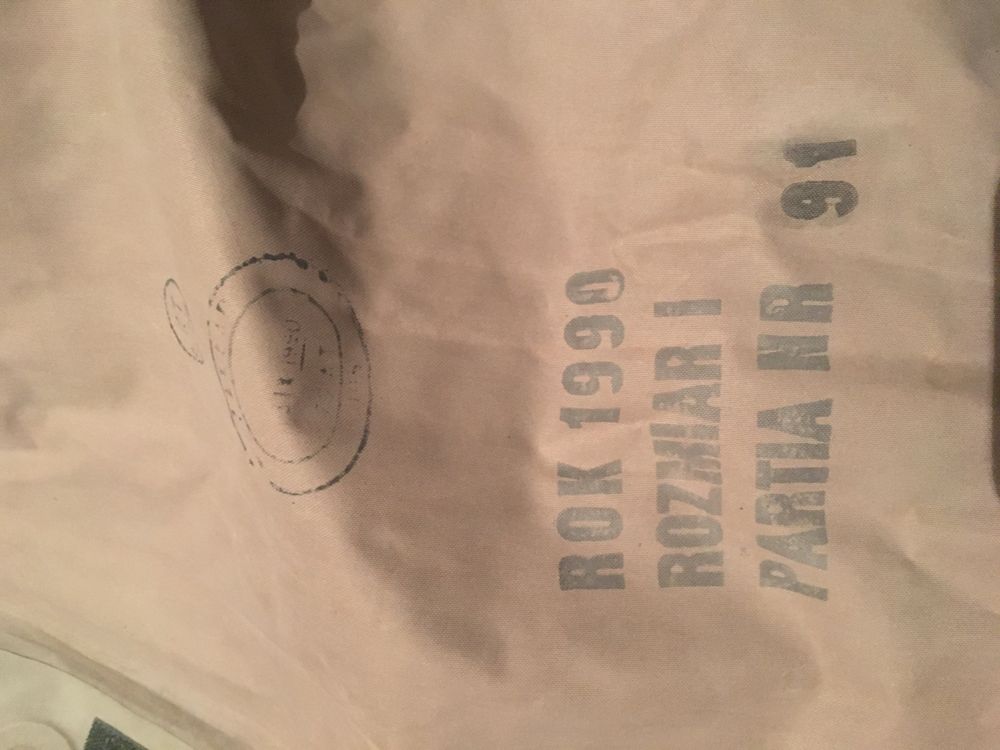 ROK 1990
ROZMIAR I
PARTIA NR 91